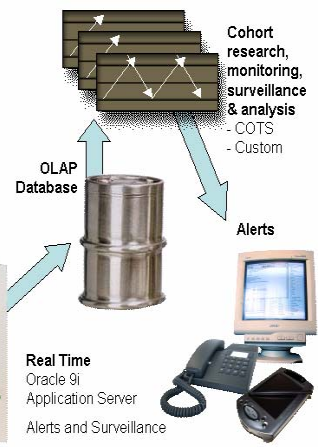 Cohort
research,
monitoring,
surveillance
& analysis
- COTS
- Custom
OLAP
Database
Alerts
Real Time
Oracle 9i
Application Server
Alerts and Surveillance